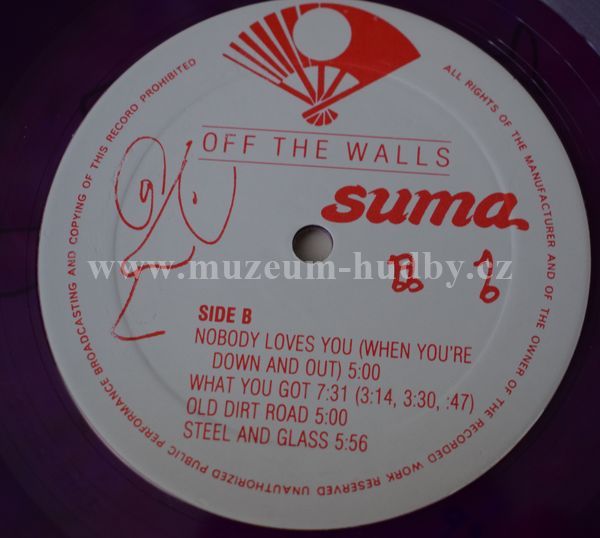 OFF THE WALLS
suma
www.muzeum-hudby.cz
SIDE B
NOBODY LOVES YOU (WHEN YOU'RE
DOWN AND OUT) 5:00
WHAT YOU GOT 7:31 (3:14, 3:30, :47)
OLD DIRT ROAD 5:00
STEEL AND GLASS 5:56
ALL RIGHTS OF THE MANUFACTURER AND OF THE OWNER OF THE RECORDED WORK RESERVED UNAUTHORIZED PUBLIC PERFORMANCE BROADCASTING AND COPYING OF THIS RECORD PROHIBITED